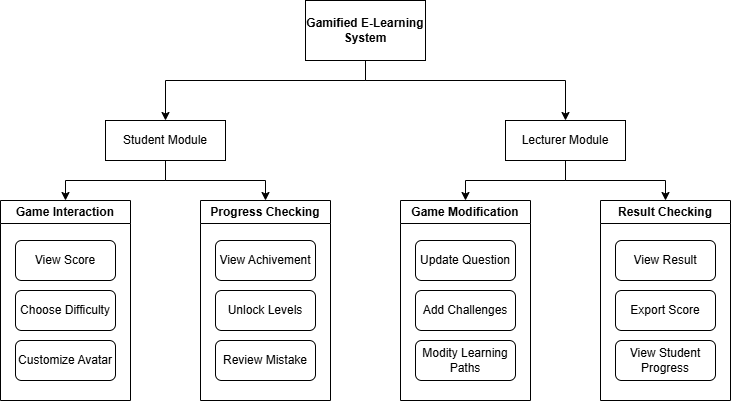 Gamified E-Learning
System
Student Module
Lecturer Module
Game Interaction
Progress Checking
Game Modification
Result Checking
View Score
View Achivement
Update Question
View Result
Choose Difficulty
Unlock Levels
Add Challenges
Export Score
Customize Avatar
Review Mistake
Modity Learning
Paths
View Student
Progress